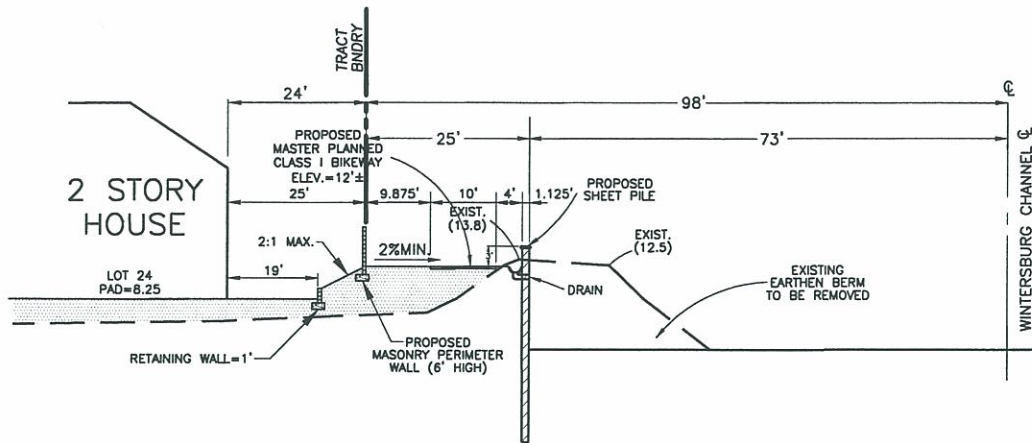 TRACT
BNDRY
℄
24'
98'
PROPOSED
MASTER PLANNED
CLASS I BIKEWAY
ELEV.=12'±
25'
73'
2 STORY
HOUSE
25'
9.875'
10'
4'
1.125'
PROPOSED
SHEET PILE
EXIST.
(13.8)
EXIST.
(12.5)
2:1 MAX.
2%MIN.
19'
LOT 24
PAD=8.25
DRAIN
EXISTING
EARTHEN BERM
TO BE REMOVED
RETAINING WALL=1'
PROPOSED
MASONRY PERIMETER
WALL (6' HIGH)
WINTERSBURG CHANNEL ℄